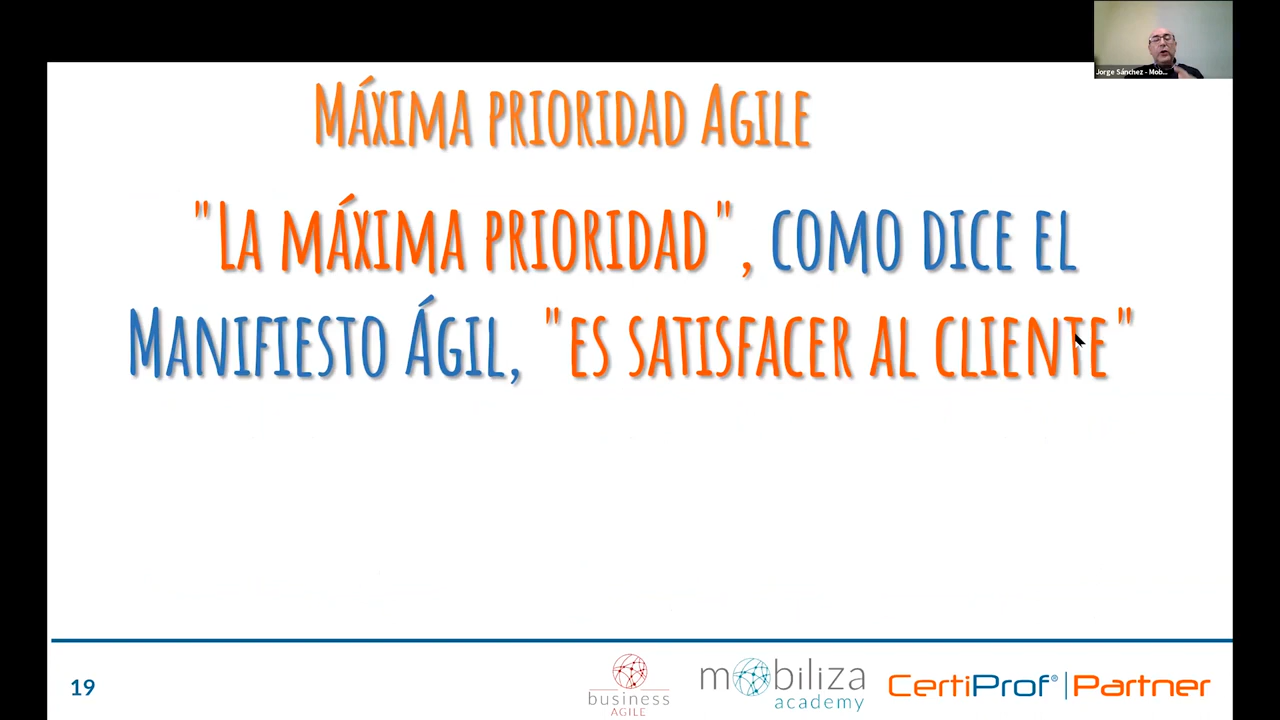 Jorge Sánchez - Mob...
Máxima prioridad Agile
"La máxima prioridad", como dice el
Manifiesto Ágil, "es satisfacer al cliente"
19
business
AGILE
mobiliza
academy
CertiProf® | Partner